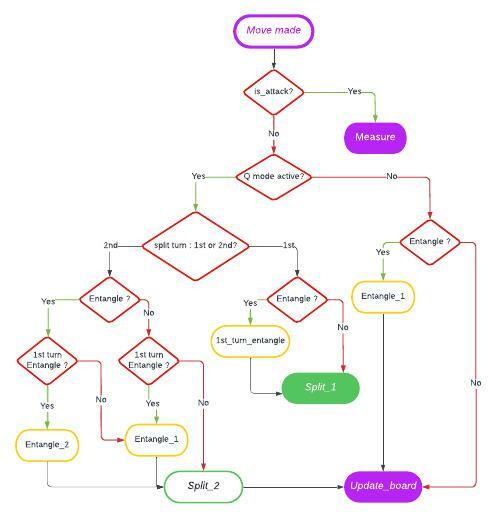 Move made
is_attack?
Yes
No
Measure
Q mode active?
Yes
No
split turn : 1st or 2nd?
2nd
1st
Entangle ?
Yes
Entangle ?
Entangle ?
Yes
No
Yes
No
Entangle_1
1st_turn_entangle
1st turn
Entangle ?
1st turn
Entangle ?
No
Split_1
Yes
No
Yes
No
Entangle_2
Entangle_1
Split_2
Update_board